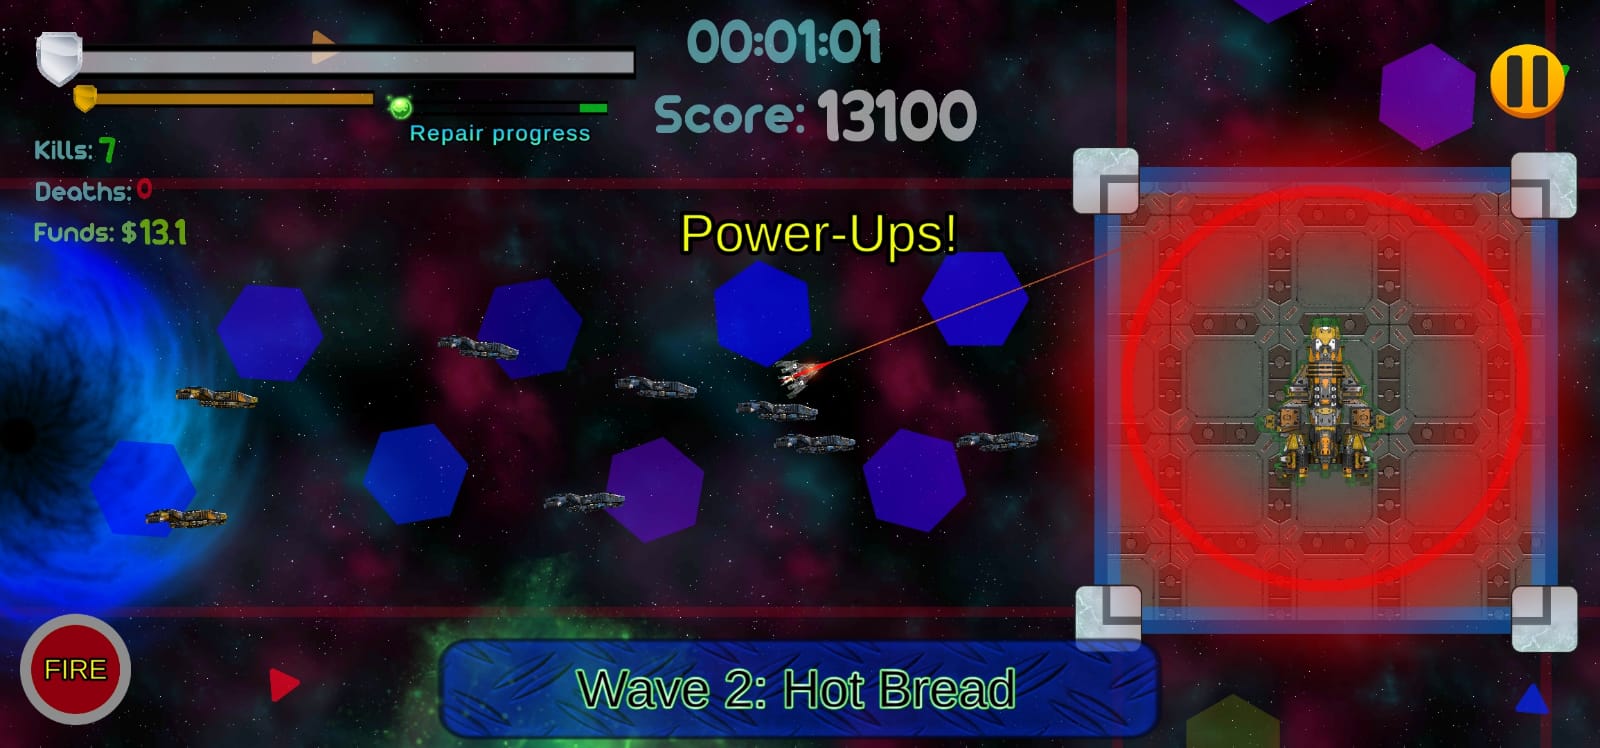 00:01:01
Score: 13100
Repair progress
Kills: 7
Deaths: 0
Funds: $13.1
Power-Ups!
FIRE
Wave 2: Hot Bread